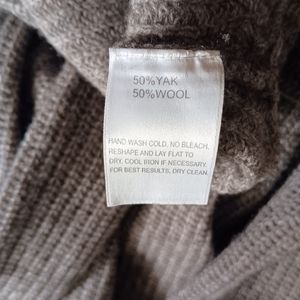 50%YAK
50%WOOL
HAND WASH COLD, NO BLEACH.
RESHAPE AND LAY FLAT TO
DRY. COOL IRON IF NECESSARY.
FOR BEST RESULTS, DRY CLEAN.